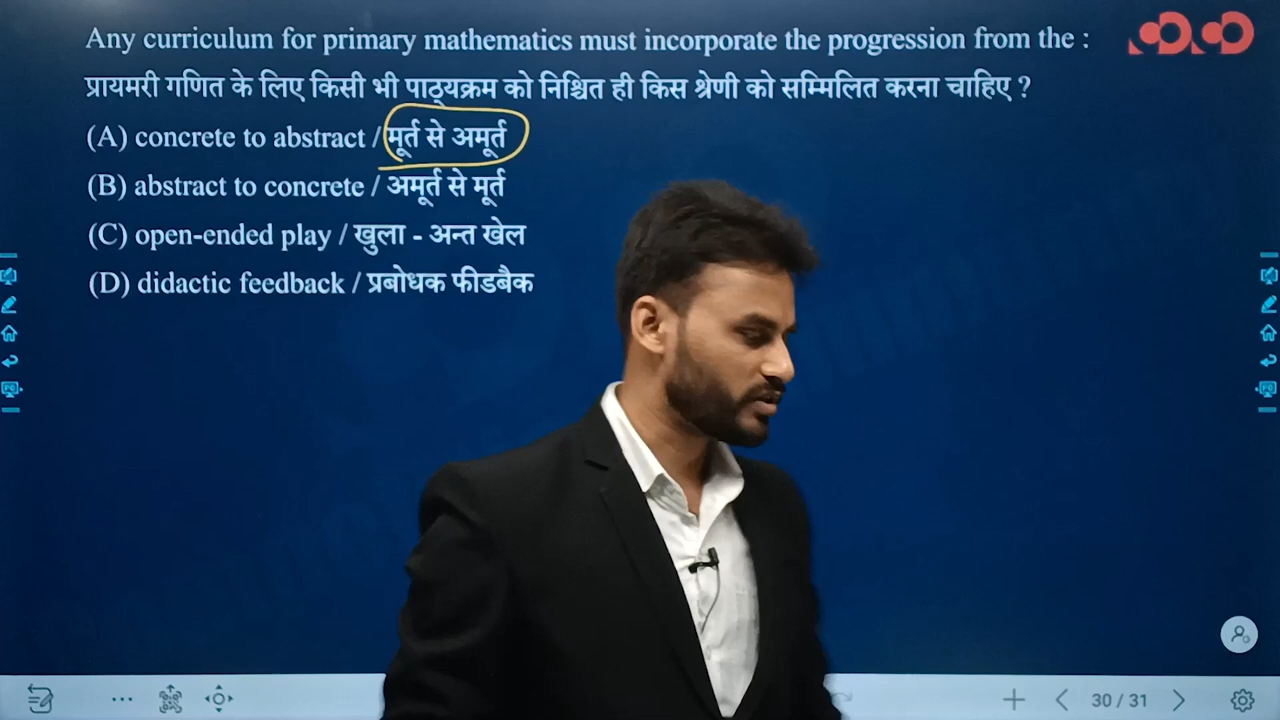 Any curriculum for primary mathematics must incorporate the progression from the :
प्रायमरी गणित के लिए किसी भी पाठ्यक्रम को निश्चित ही किस श्रेणी को सम्मिलित करना चाहिए ?
(A) concrete to abstract / मूर्त से अमूर्त
(B) abstract to concrete / अमूर्त से मूर्त
(C) open-ended play / खुला - अन्त खेल
(D) didactic feedback / प्रबोधक फीडबैक
30 / 31